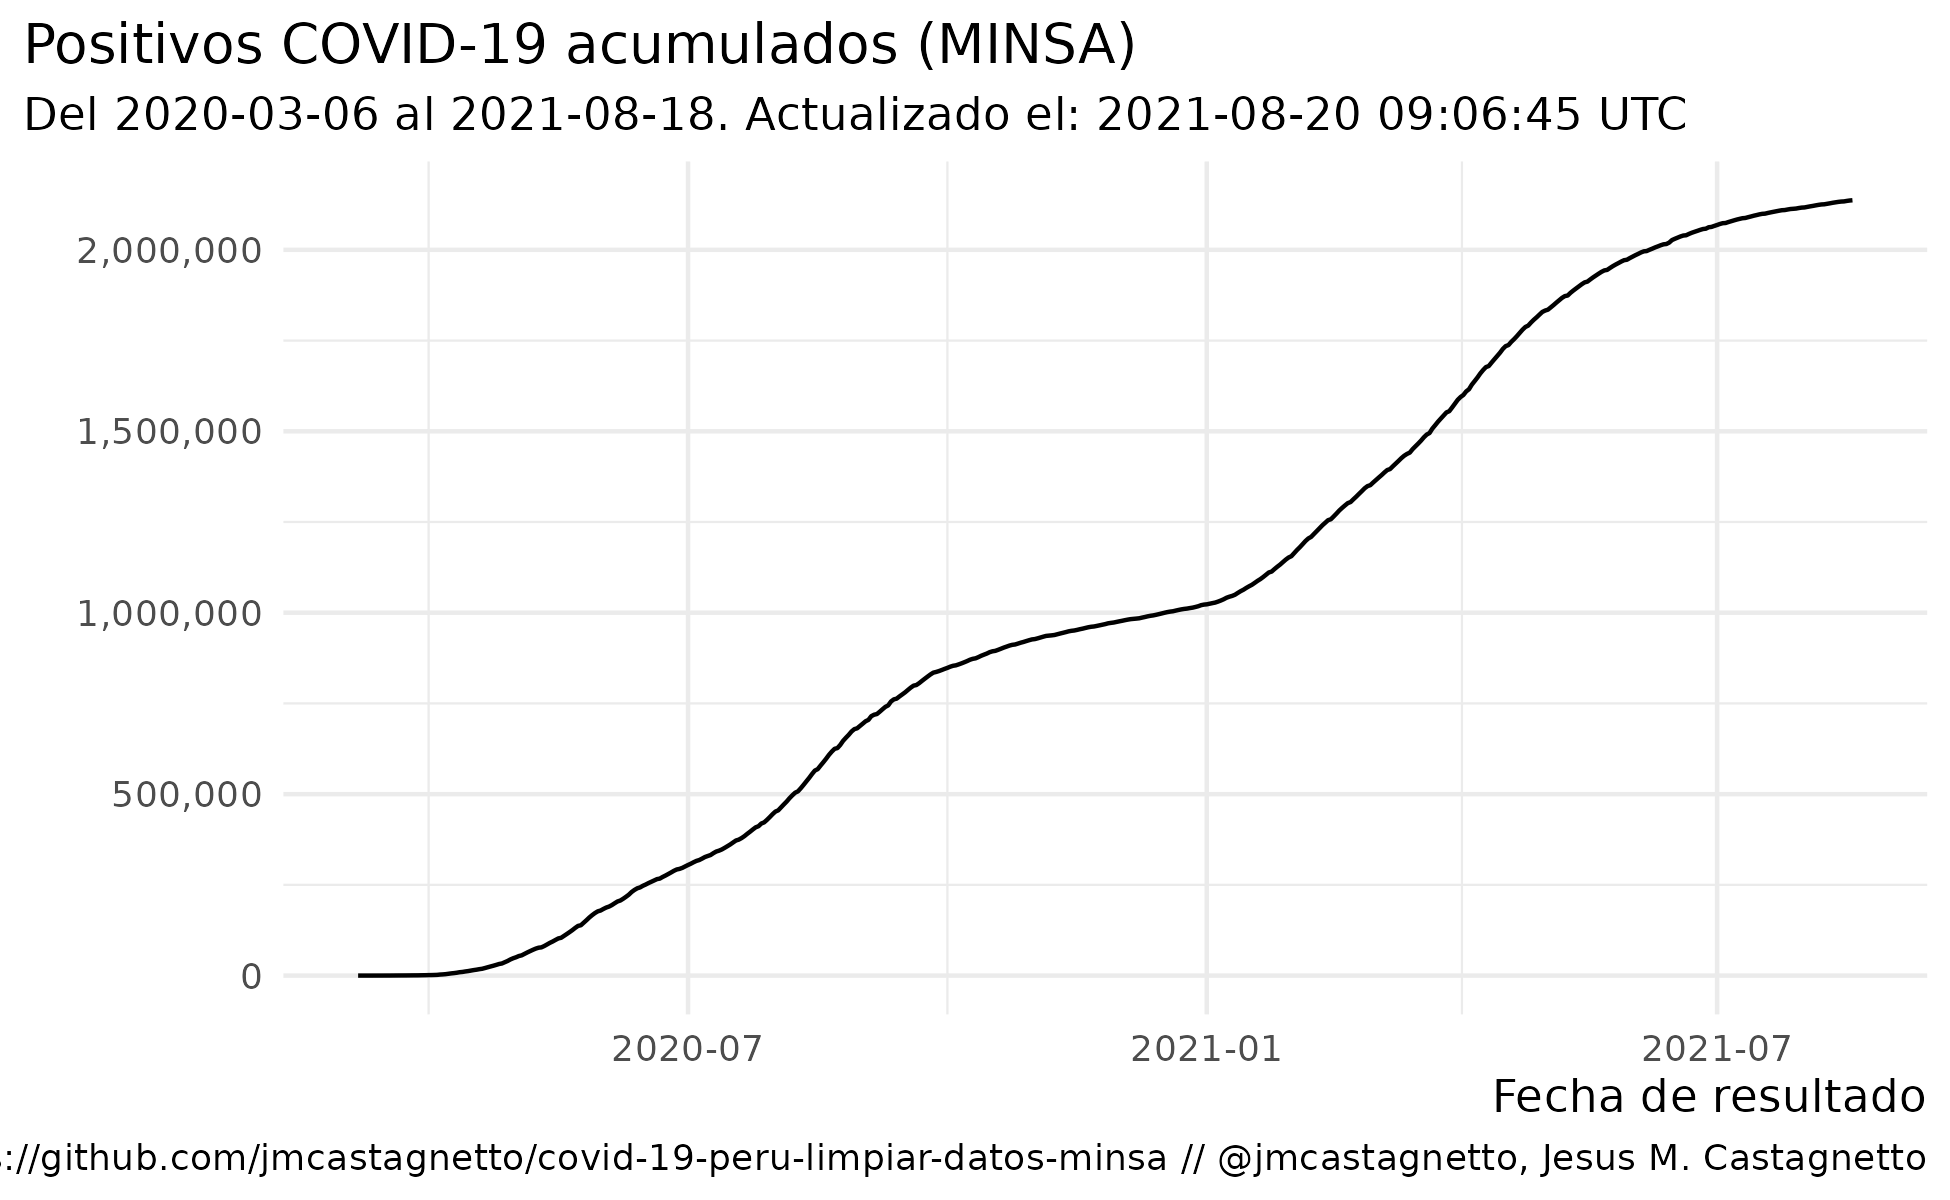 Positivos COVID-19 acumulados (MINSA)
Del 2020-03-06 al 2021-08-18. Actualizado el: 2021-08-20 09:06:45 UTC
2,000,000
1,500,000
1,000,000
500,000
0
2020-07 2021-01 2021-07
Fecha de resultado
://github.com/jmcastagnetto/covid-19-peru-limpiar-datos-minsa // @jmcastagnetto, Jesus M. Castagnetto